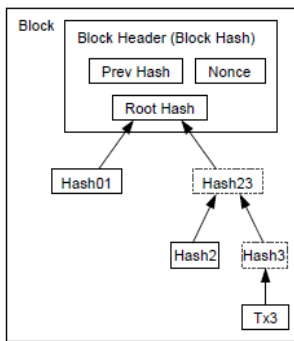 Block
Block Header (Block Hash)
Prev Hash
Nonce
Root Hash
Hash01
Hash23
Hash2
Hash3
Tx3